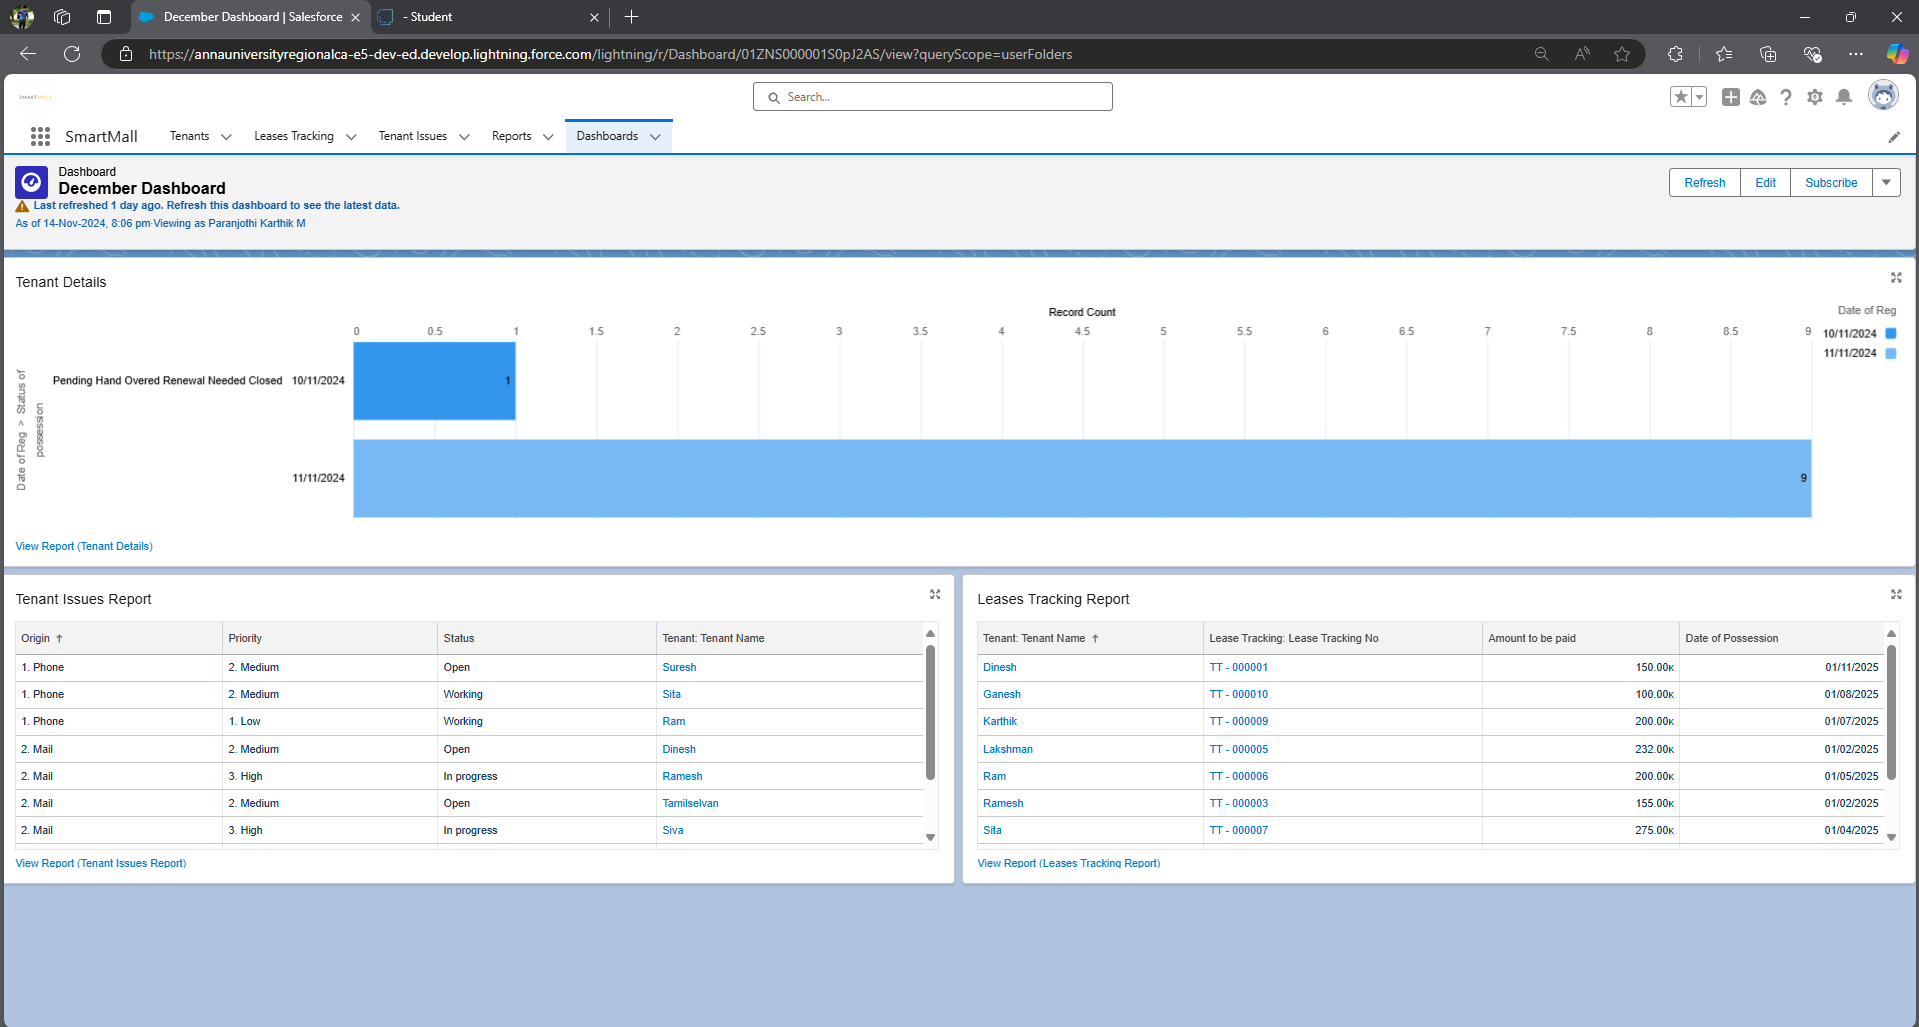 December Dashboard | Salesforce
- Student
https://annauniversityregionalca-e5-dev-ed.develop.lightning.force.com/lightning/r/Dashboard/01ZNS000001S0pJ2AS/view?queryScope=userFolders
SMARTMALL
Search...
SmartMall
Tenants
Leases Tracking
Tenant Issues
Reports
Dashboards
Dashboard
December Dashboard
Last refreshed 1 day ago. Refresh this dashboard to see the latest data.
As of 14-Nov-2024, 8:06 pm·Viewing as Paranjothi Karthik M
Refresh
Edit
Subscribe
Tenant Details
Record Count
0 0.5 1 1.5 2 2.5 3 3.5 4 4.5 5 5.5 6 6.5 7 7.5 8 8.5 9
Date of Reg
10/11/2024
11/11/2024
Date of Reg > Status of
possession
Pending Hand Overed Renewal Needed Closed 10/11/2024
1
11/11/2024
9
View Report (Tenant Details)
Tenant Issues Report
Origin ↑ Priority Status Tenant: Tenant Name
1. Phone 2. Medium Open Suresh
1. Phone 2. Medium Working Sita
1. Phone 1. Low Working Ram
2. Mail 2. Medium Open Dinesh
2. Mail 3. High In progress Ramesh
2. Mail 2. Medium Open Tamilselvan
2. Mail 3. High In progress Siva
View Report (Tenant Issues Report)
Leases Tracking Report
Tenant: Tenant Name ↑ Lease Tracking: Lease Tracking No Amount to be paid Date of Possession
Dinesh TT - 000001 150.00K 01/11/2025
Ganesh TT - 000010 100.00K 01/08/2025
Karthik TT - 000009 200.00K 01/07/2025
Lakshman TT - 000005 232.00K 01/02/2025
Ram TT - 000006 200.00K 01/05/2025
Ramesh TT - 000003 155.00K 01/02/2025
Sita TT - 000007 275.00K 01/04/2025
View Report (Leases Tracking Report)